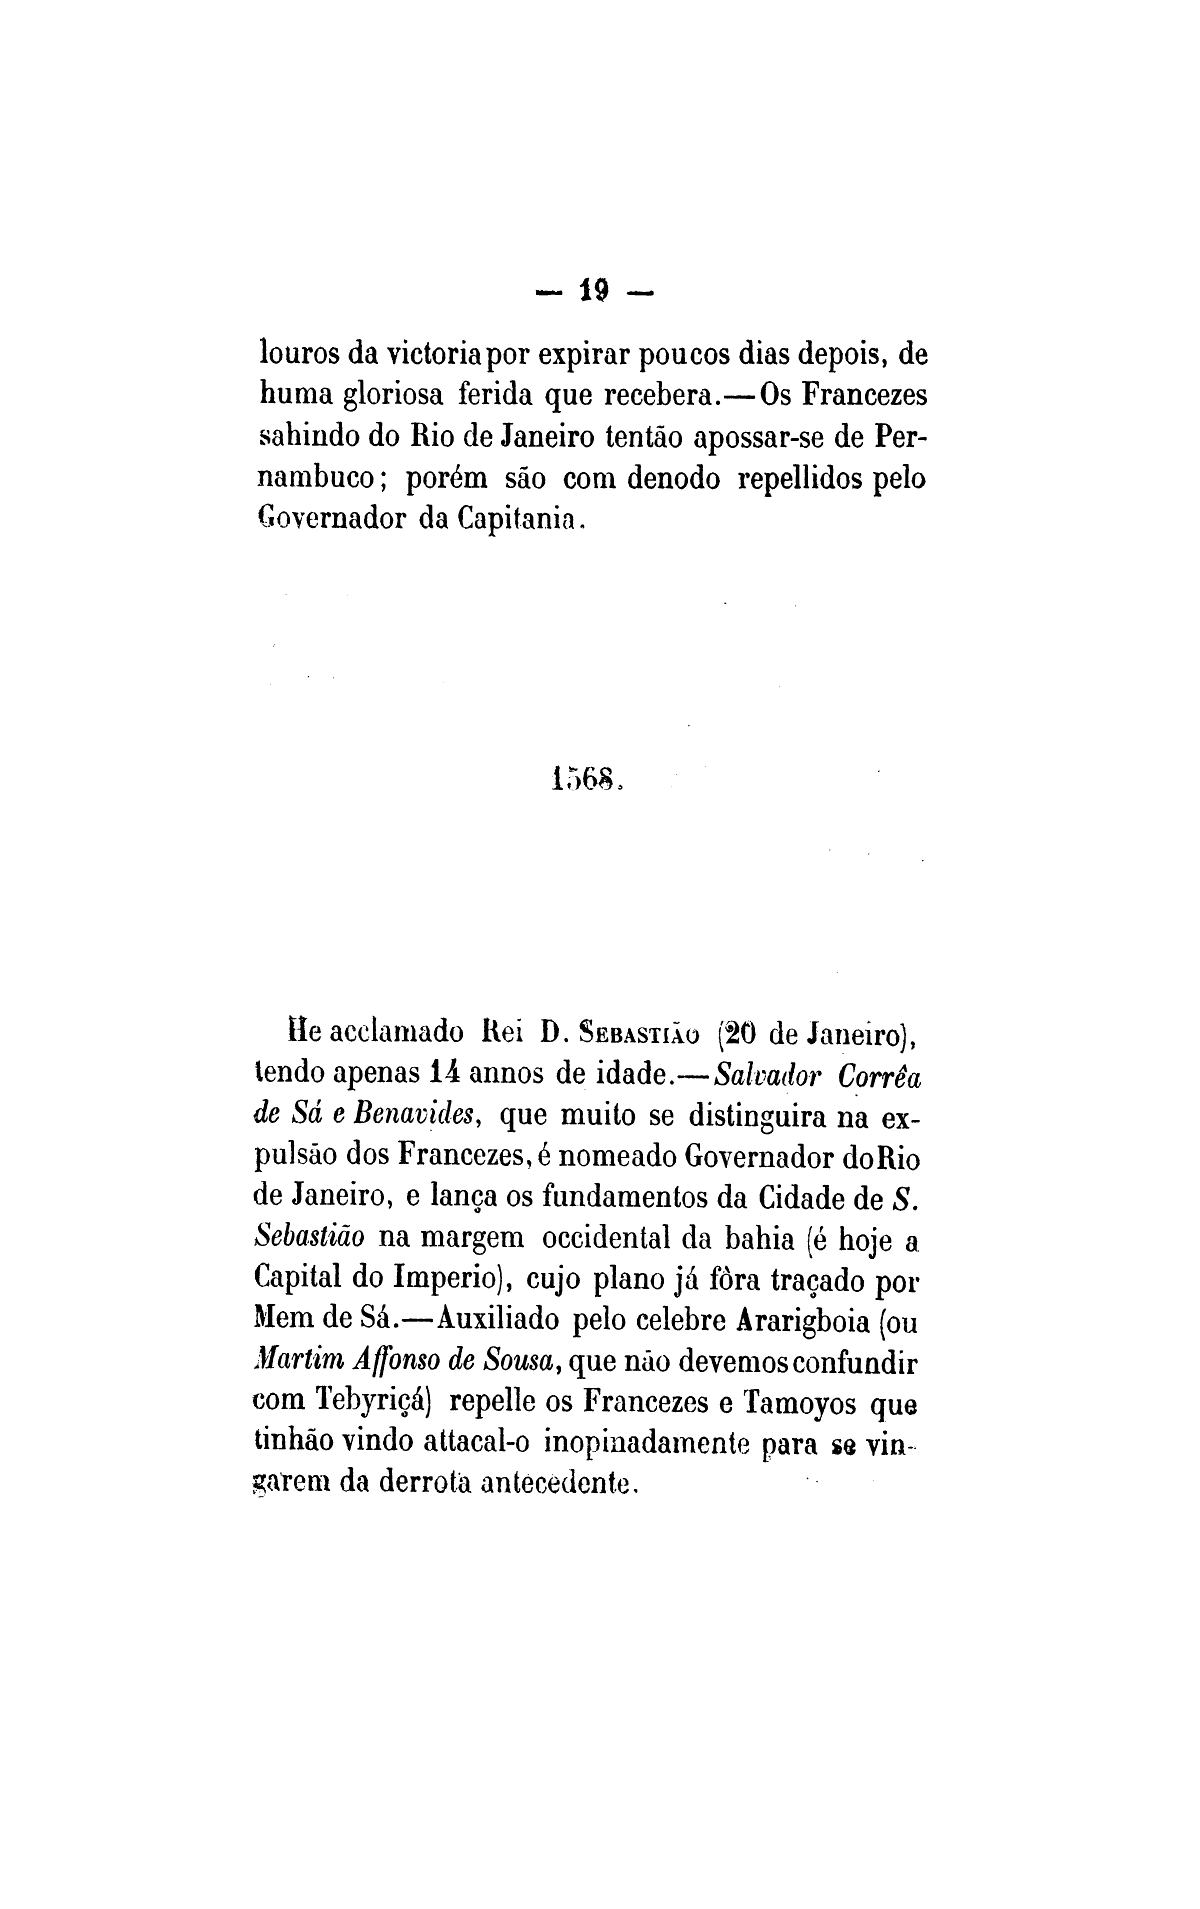 — 19 —
louros da victoria por expirar poucos dias depois, de
huma gloriosa ferida que recebera.—Os Francezes
sahindo do Rio de Janeiro tentão apossar-se de Per-
nambuco; porém são com denodo repellidos pelo
Governador da Capitania.
1568.
He acclamado Rei D. SEBASTIÃO (20 de Janeiro),
tendo apenas 14 annos de idade.—Salvador Corrêa
de Sá e Benavides, que muito se distinguira na ex-
pulsão dos Francezes, é nomeado Governador do Rio
de Janeiro, e lança os fundamentos da Cidade de S.
Sebastião na margem occidental da bahia (é hoje a
Capital do Imperio), cujo plano já fôra traçado por
Mem de Sá.—Auxiliado pelo celebre Ararigboia (ou
Martim Affonso de Sousa, que não devemos confundir
com Tebyriçá) repelle os Francezes e Tamoyos que
tinhão vindo attacal-o inopinadamente para se vin-
garem da derrota antecedente.